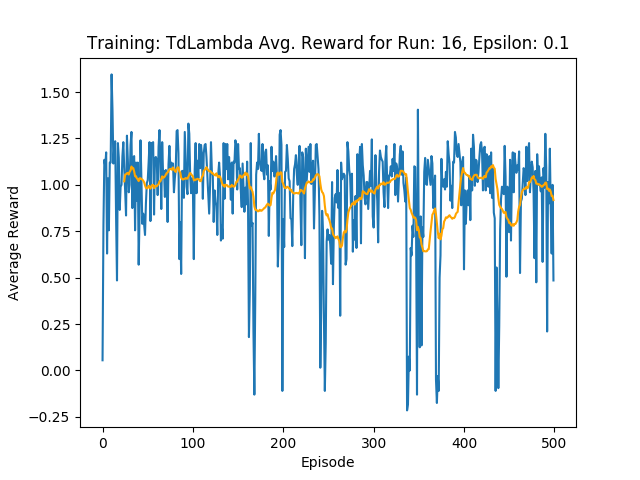 Training: TdLambda Avg. Reward for Run: 16, Epsilon: 0.1
1.50
1.25
1.00
0.75
0.50
0.25
0.00
−0.25
Average Reward
0 100 200 300 400 500
Episode